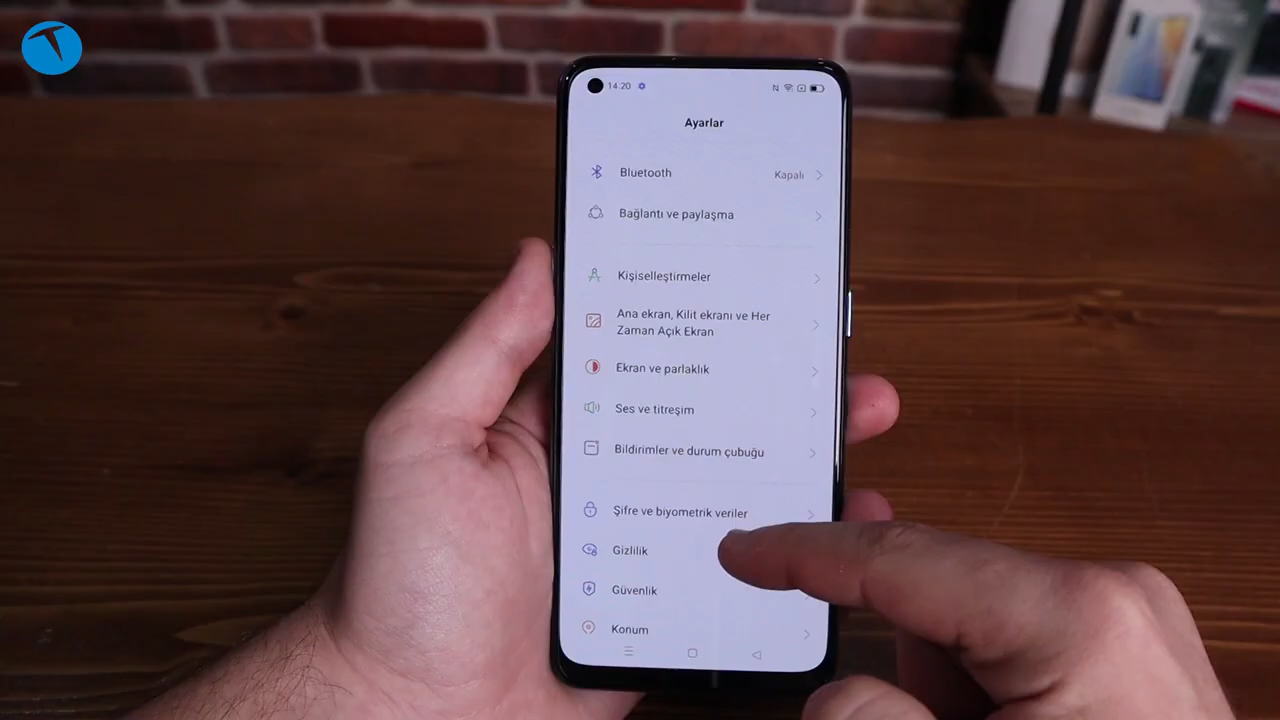 14.20
Ayarlar
Bluetooth
Kapalı
Bağlantı ve paylaşma
Kişiselleştirmeler
Ana ekran, Kilit ekranı ve Her
Zaman Açık Ekran
Ekran ve parlaklık
Ses ve titreşim
Bildirimler ve durum çubuğu
Şifre ve biyometrik veriler
Gizlilik
Güvenlik
Konum